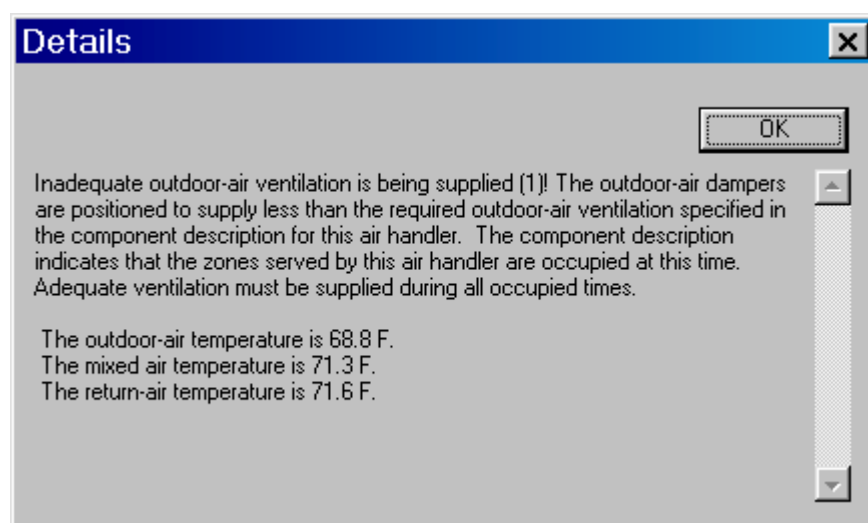 Details
OK
Inadequate outdoor-air ventilation is being supplied (1)! The outdoor-air dampers
are positioned to supply less than the required outdoor-air ventilation specified in
the component description for this air handler.  The component description
indicates that the zones served by this air handler are occupied at this time.
Adequate ventilation must be supplied during all occupied times.
The outdoor-air temperature is 68.8 F.
The mixed air temperature is 71.3 F.
The return-air temperature is 71.6 F.